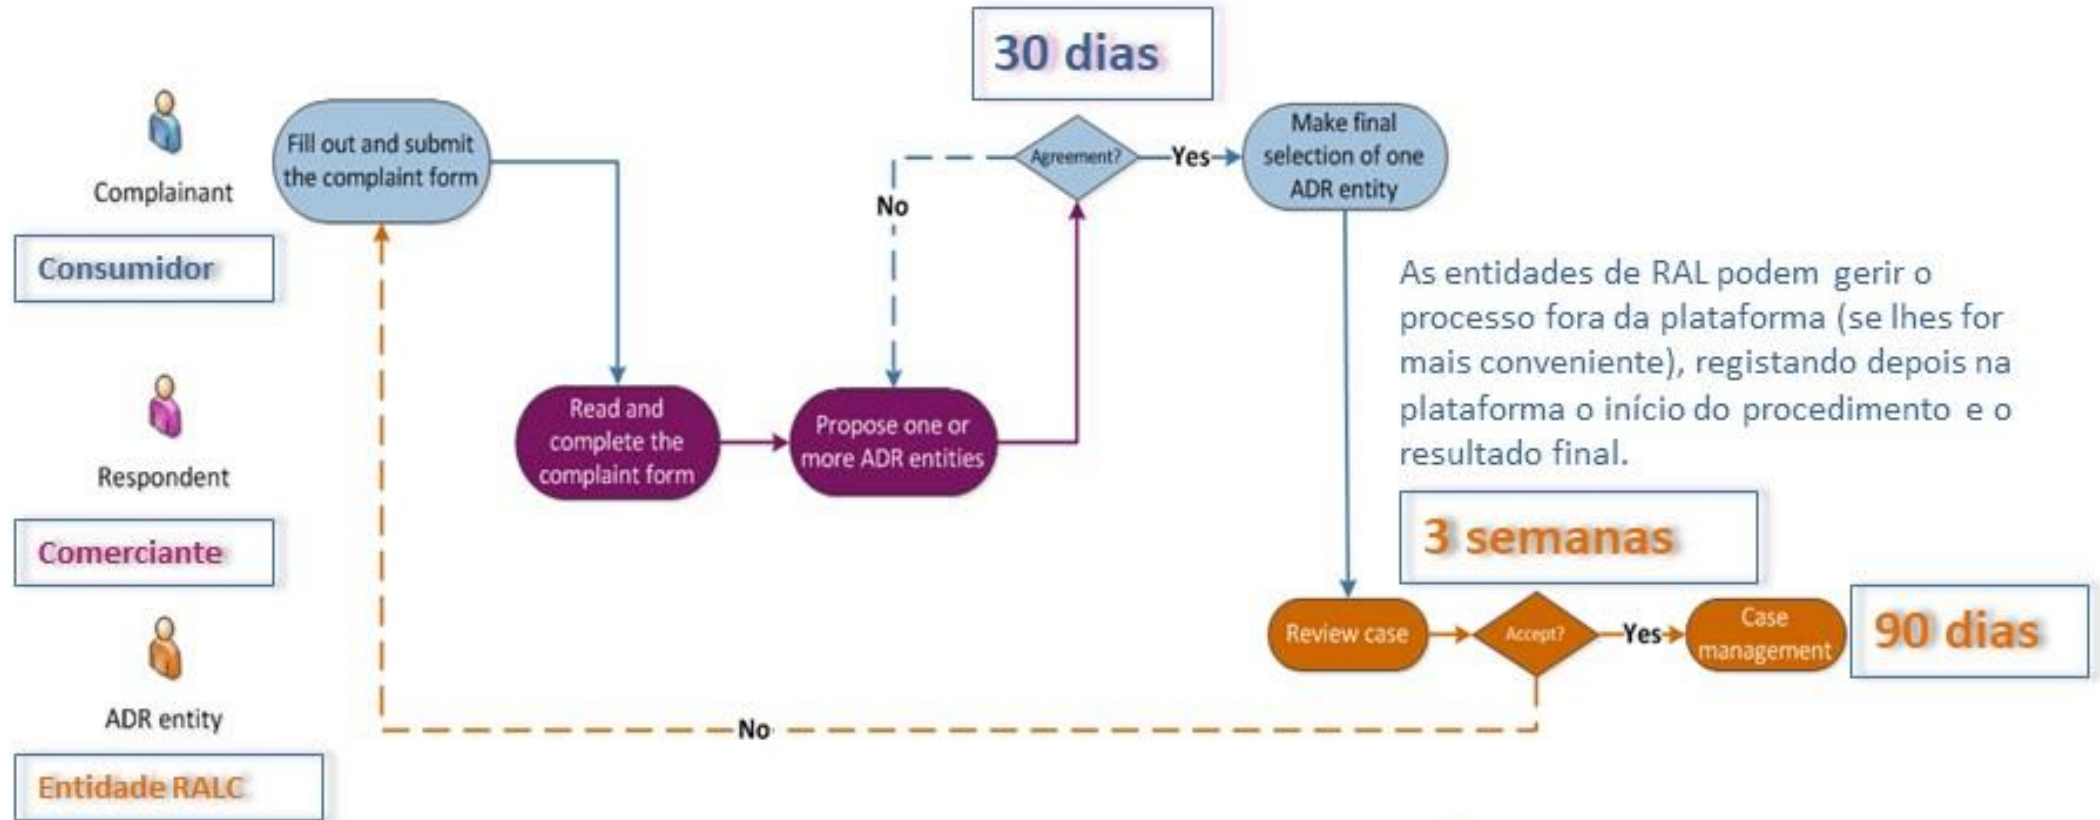 30 dias
Complainant
Consumidor
Fill out and submit
the complaint form
Agreement?
Yes
No
Make final
selection of one
ADR entity
Respondent
Comerciante
Read and
complete the
complaint form
Propose one or
more ADR entities
As entidades de RAL podem gerir o
processo fora da plataforma (se lhes for
mais conveniente), registando depois na
plataforma o início do procedimento e o
resultado final.
3 semanas
ADR entity
Entidade RALC
Review case
Accept?
Yes
Case
management
90 dias
No